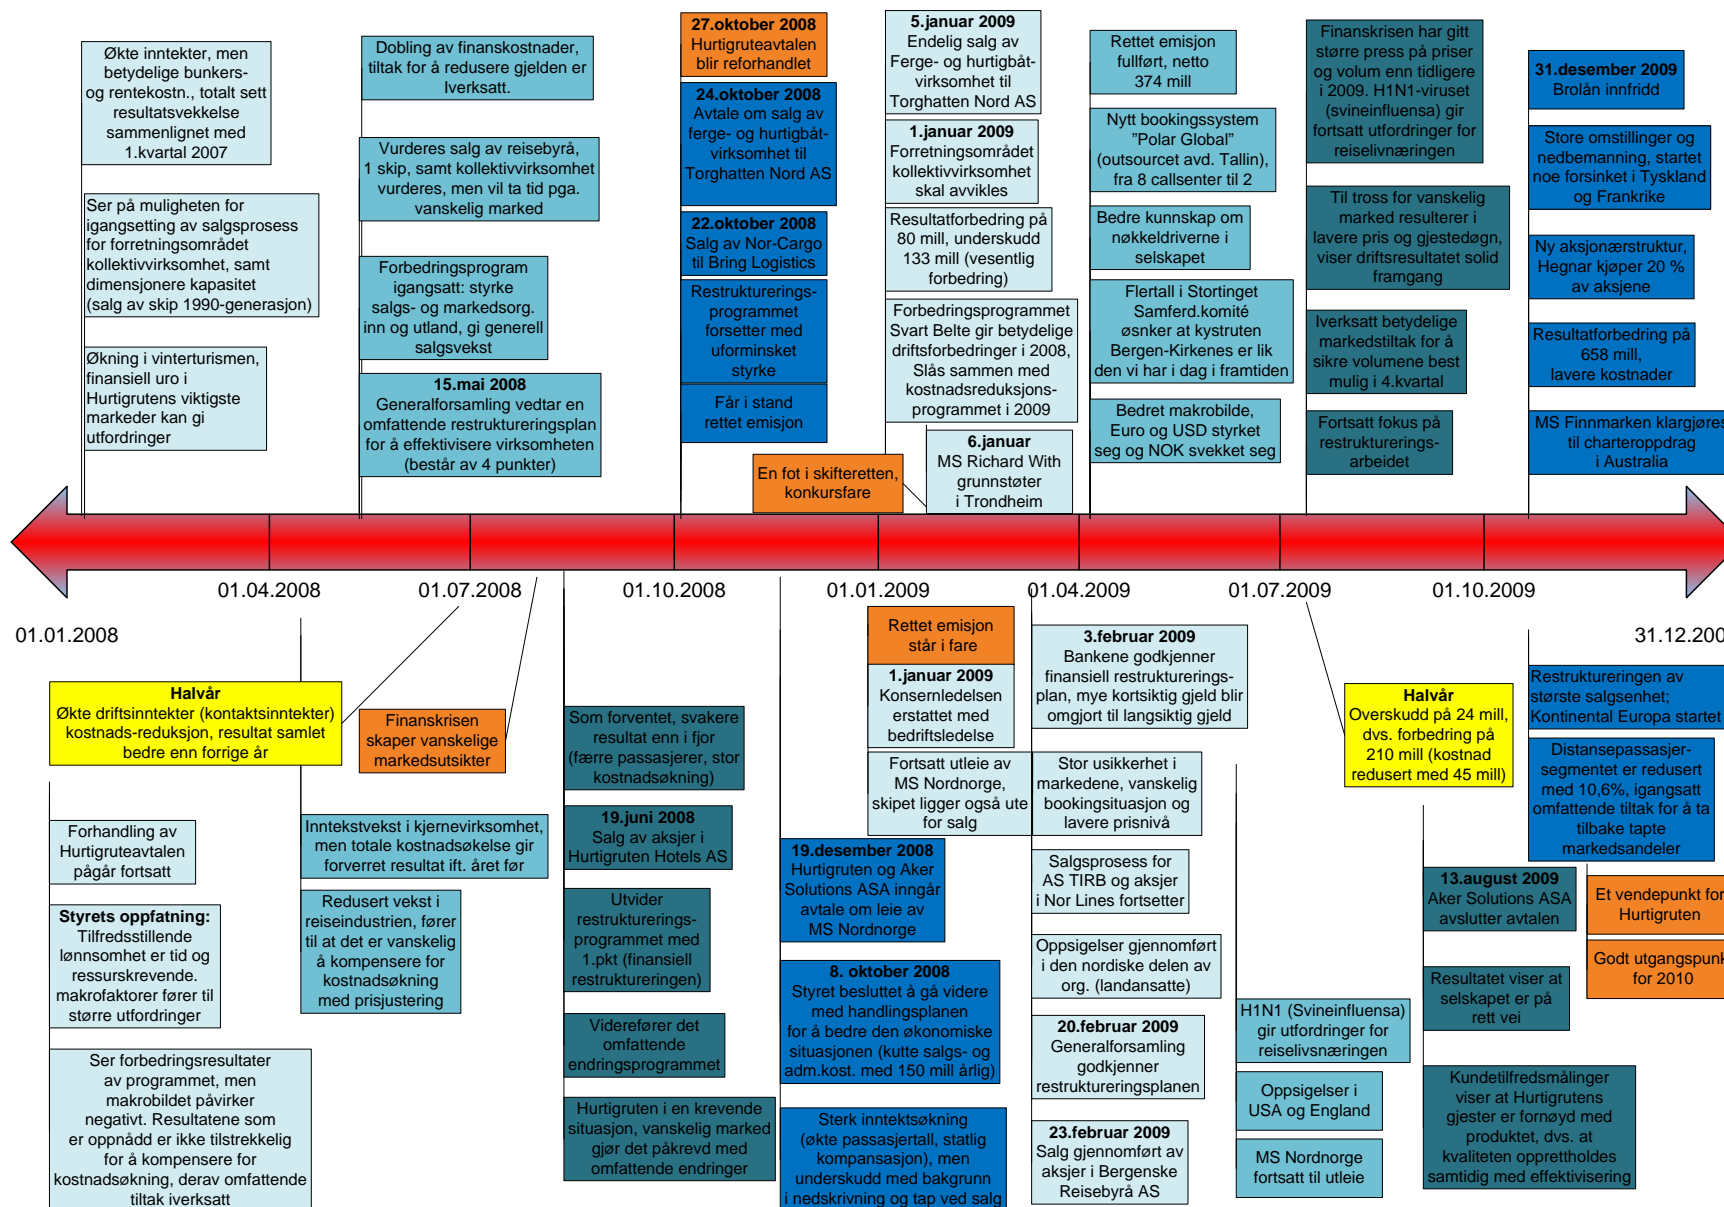 Økte inntekter, men
betydelige bunkers-
og rentekostn., totalt sett
resultatsvekkelse
sammenlignet med
1.kvartal 2007
Ser på muligheten for
igangsetting av salgsprosess
for forretningsområdet
kollektivvirksomhet, samt
dimensjonere kapasitet
(salg av skip 1990-generasjon)
Økning i vinterturismen,
finansiell uro i
Hurtigrutens viktigste
markeder kan gi
utfordringer
Dobling av finanskostnader,
tiltak for å redusere gjelden er
Iverksatt.
Vurderes salg av reisebyrå,
1 skip, samt kollektivvirksomhet
vurderes, men vil ta tid pga.
vanskelig marked
Forbedringsprogram
igangsatt: styrke
salgs- og markedsorg.
inn og utland, gi generell
salgsvekst
15.mai 2008
Generalforsamling vedtar en
omfattende restruktureringsplan
for å effektivisere virksomheten
(består av 4 punkter)
27.oktober 2008
Hurtigruteavtalen
blir reforhandlet
24.oktober 2008
Avtale om salg av
ferge- og hurtigbåt-
virksomhet til
Torghatten Nord AS
22.oktober 2008
Salg av Nor-Cargo
til Bring Logistics
Restrukturerings-
programmet
forsetter med
uforminsket
styrke
Får i stand
rettet emisjon
En fot i skifteretten,
konkursfare
5.januar 2009
Endelig salg av
Ferge- og hurtigbåt-
virksomhet til
Torghatten Nord AS
1.januar 2009
Forretningsområdet
kollektivvirksomhet
skal avvikles
Resultatforbedring på
80 mill, underskudd
133 mill (vesentlig
forbedring)
Forbedringsprogrammet
Svart Belte gir betydelige
driftsforbedringer i 2008,
Slås sammen med
kostnadsreduksjons-
programmet i 2009
6.januar
MS Richard With
grunnstøter
i Trondheim
Rettet emisjon
fullført, netto
374 mill
Nytt bookingssystem
”Polar Global”
(outsourcet avd. Tallin),
fra 8 callsenter til 2
Bedre kunnskap om
nøkkeldriverne i
selskapet
Flertall i Stortinget
Samferd.komité
øsnker at kystruten
Bergen-Kirkenes er lik
den vi har i dag i framtiden
Bedret makrobilde,
Euro og USD styrket
seg og NOK svekket seg
Finanskrisen har gitt
større press på priser
og volum enn tidligere
i 2009. H1N1-viruset
(svineinfluensa) gir
fortsatt utfordringer for
reiselivnæringen
Til tross for vanskelig
marked resulterer i
lavere pris og gjestedøgn,
viser driftsresultatet solid
framgang
Iverksatt betydelige
markedstiltak for å
sikre volumene best
mulig i 4.kvartal
Fortsatt fokus på
restrukturerings-
arbeidet
31.desember 2009
Brolån innfridd
Store omstillinger og
nedbemanning, startet
noe forsinket i Tyskland
og Frankrike
Ny aksjonærstruktur,
Hegnar kjøper 20 %
av aksjene
Resultatforbedring på
658 mill,
lavere kostnader
MS Finnmarken klargjøres
til charteroppdrag
i Australia
01.01.2008
01.04.2008
01.07.2008
01.10.2008
01.01.2009
01.04.2009
01.07.2009
01.10.2009
31.12.200
Halvår
Økte driftsinntekter (kontaksinntekter)
kostnads-reduksjon, resultat samlet
bedre enn forrige år
Forhandling av
Hurtigruteavtalen
pågår fortsatt
Styrets oppfatning:
Tilfredsstillende
lønnsomhet er tid og
ressurskrevende.
makrofaktorer fører til
større utfordringer
Ser forbedringsresultater
av programmet, men
makrobildet påvirker
negativt. Resultatene som
er oppnådd er ikke tilstrekkelig
for å kompensere for
kostnadsøkning, derav omfattende
tiltak iverksatt
Finanskrisen
skaper vanskelige
markedsutsikter
Inntekstvekst i kjernevirksomhet,
men totale kostnadsøkelse gir
forverret resultat ift. året før
Redusert vekst i
reiseindustrien, fører
til at det er vanskelig
å kompensere for
kostnadsøkning
med prisjustering
Som forventet, svakere
resultat enn i fjor
(færre passasjerer, stor
kostnadsøkning)
19.juni 2008
Salg av aksjer i
Hurtigruten Hotels AS
Utvider
restrukturerings-
programmet med
1.pkt (finansiell
restruktureringen)
Viderefører det
omfattende
endringsprogrammet
Hurtigruten i en krevende
situasjon, vanskelig marked
gjør det påkrevd med
omfattende endringer
19.desember 2008
Hurtigruten og Aker
Solutions ASA inngår
avtale om leie av
MS Nordnorge
8. oktober 2008
Styret besluttet å gå videre
med handlingsplanen
for å bedre den økonomiske
situasjonen (kutte salgs- og
adm.kost. med 150 mill årlig)
Sterk inntektsøkning
(økte passasjertall, statlig
kompansasjon), men
underskudd med bakgrunn
i nedskrivning og tap ved salg
Rettet emisjon
står i fare
1.januar 2009
Konsernledelsen
erstattet med
bedriftsledelse
Fortsatt utleie av
MS Nordnorge,
skipet ligger også ute
for salg
3.februar 2009
Bankene godkjenner
finansiell restrukturerings-
plan, mye kortsiktig gjeld blir
omgjort til langsiktig gjeld
Stor usikkerhet i
markedene, vanskelig
bookingsituasjon og
lavere prisnivå
Salgsprosess for
AS TIRB og aksjer
i Nor Lines fortsetter
Oppsigelser gjennomført
i den nordiske delen av
org. (landansatte)
20.februar 2009
Generalforsamling
godkjenner
restruktureringsplanen
23.februar 2009
Salg gjennomført av
aksjer i Bergenske
Reisebyrå AS
H1N1 (Svineinfluensa)
gir utfordringer for
reiselivsnæringen
Oppsigelser i
USA og England
MS Nordnorge
fortsatt til utleie
Halvår
Overskudd på 24 mill,
dvs. forbedring på
210 mill (kostnad
redusert med 45 mill)
13.august 2009
Aker Solutions ASA
avslutter avtalen
Resultatet viser at
selskapet er på
rett vei
Kundetilfredsmålinger
viser at Hurtigrutens
gjester er fornøyd med
produktet, dvs. at
kvaliteten opprettholdes
samtidig med effektivisering
Restruktureringen av
største salgsenhet;
Kontinental Europa startet
Distansepassasjer-
segmentet er redusert
med 10,6%, igangsatt
omfattende tiltak for å ta
tilbake tapte
markedsandeler
Et vendepunkt for
Hurtigruten
Godt utgangspunk
for 2010